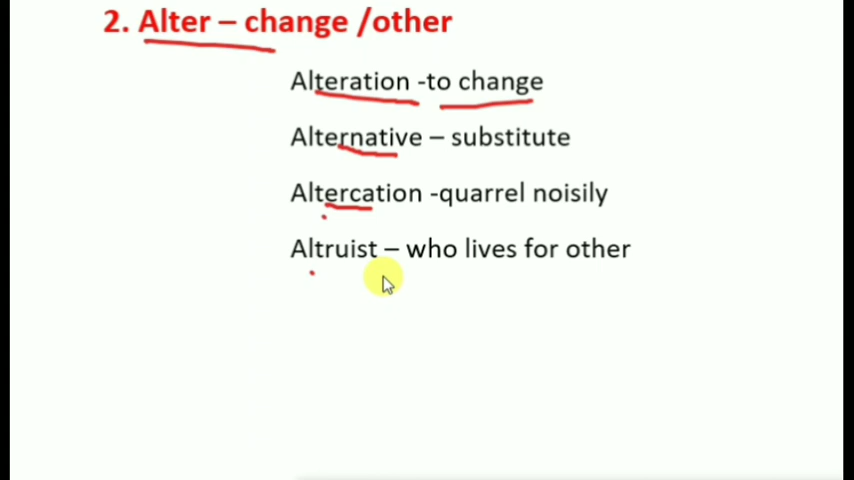 2. Alter – change /other
Alteration -to change
Alternative – substitute
Altercation -quarrel noisily
Altruist – who lives for other